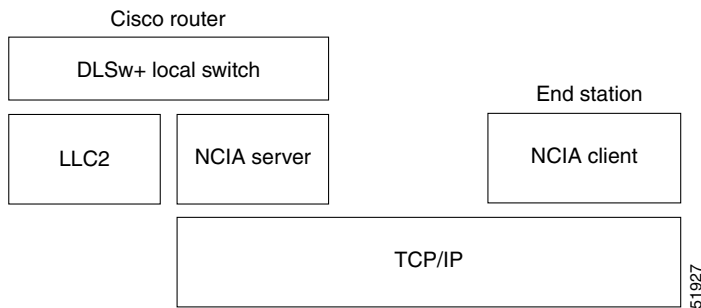 Cisco router
DLSw+ local switch
End station
LLC2
NCIA server
NCIA client
TCP/IP
51927